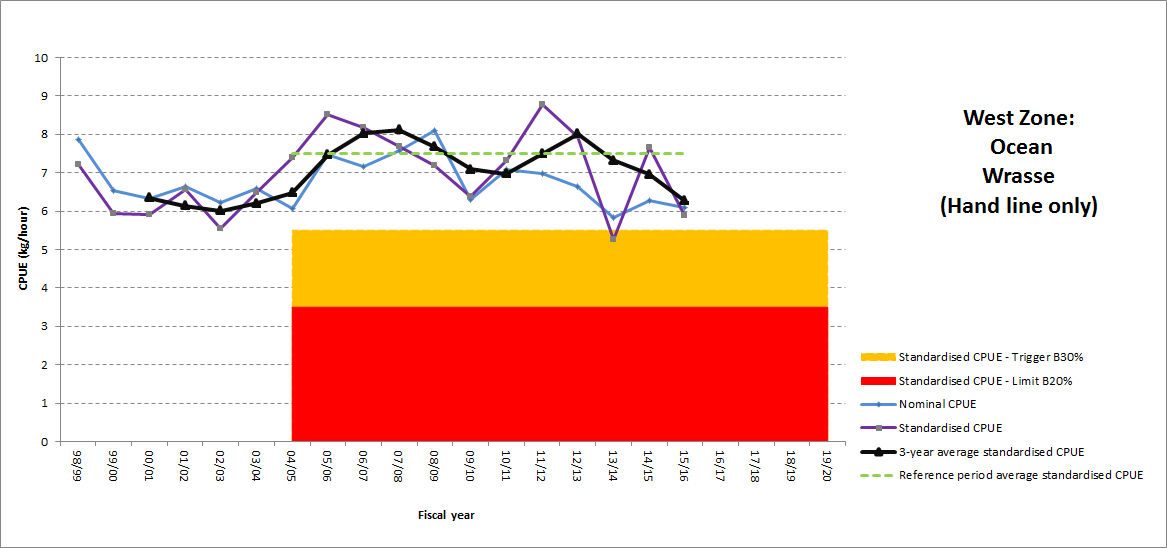 West Zone:
Ocean
Wrasse
(Hand line only)
CPUE (kg/hour)
10
9
8
7
6
5
4
3
2
1
0
98/99
99/00
00/01
01/02
02/03
03/04
04/05
05/06
06/07
07/08
08/09
09/10
10/11
11/12
12/13
13/14
14/15
15/16
16/17
17/18
18/19
19/20
Fiscal year
Standardised CPUE - Trigger B30%
Standardised CPUE - Limit B20%
Nominal CPUE
Standardised CPUE
3-year average standardised CPUE
Reference period average standardised CPUE